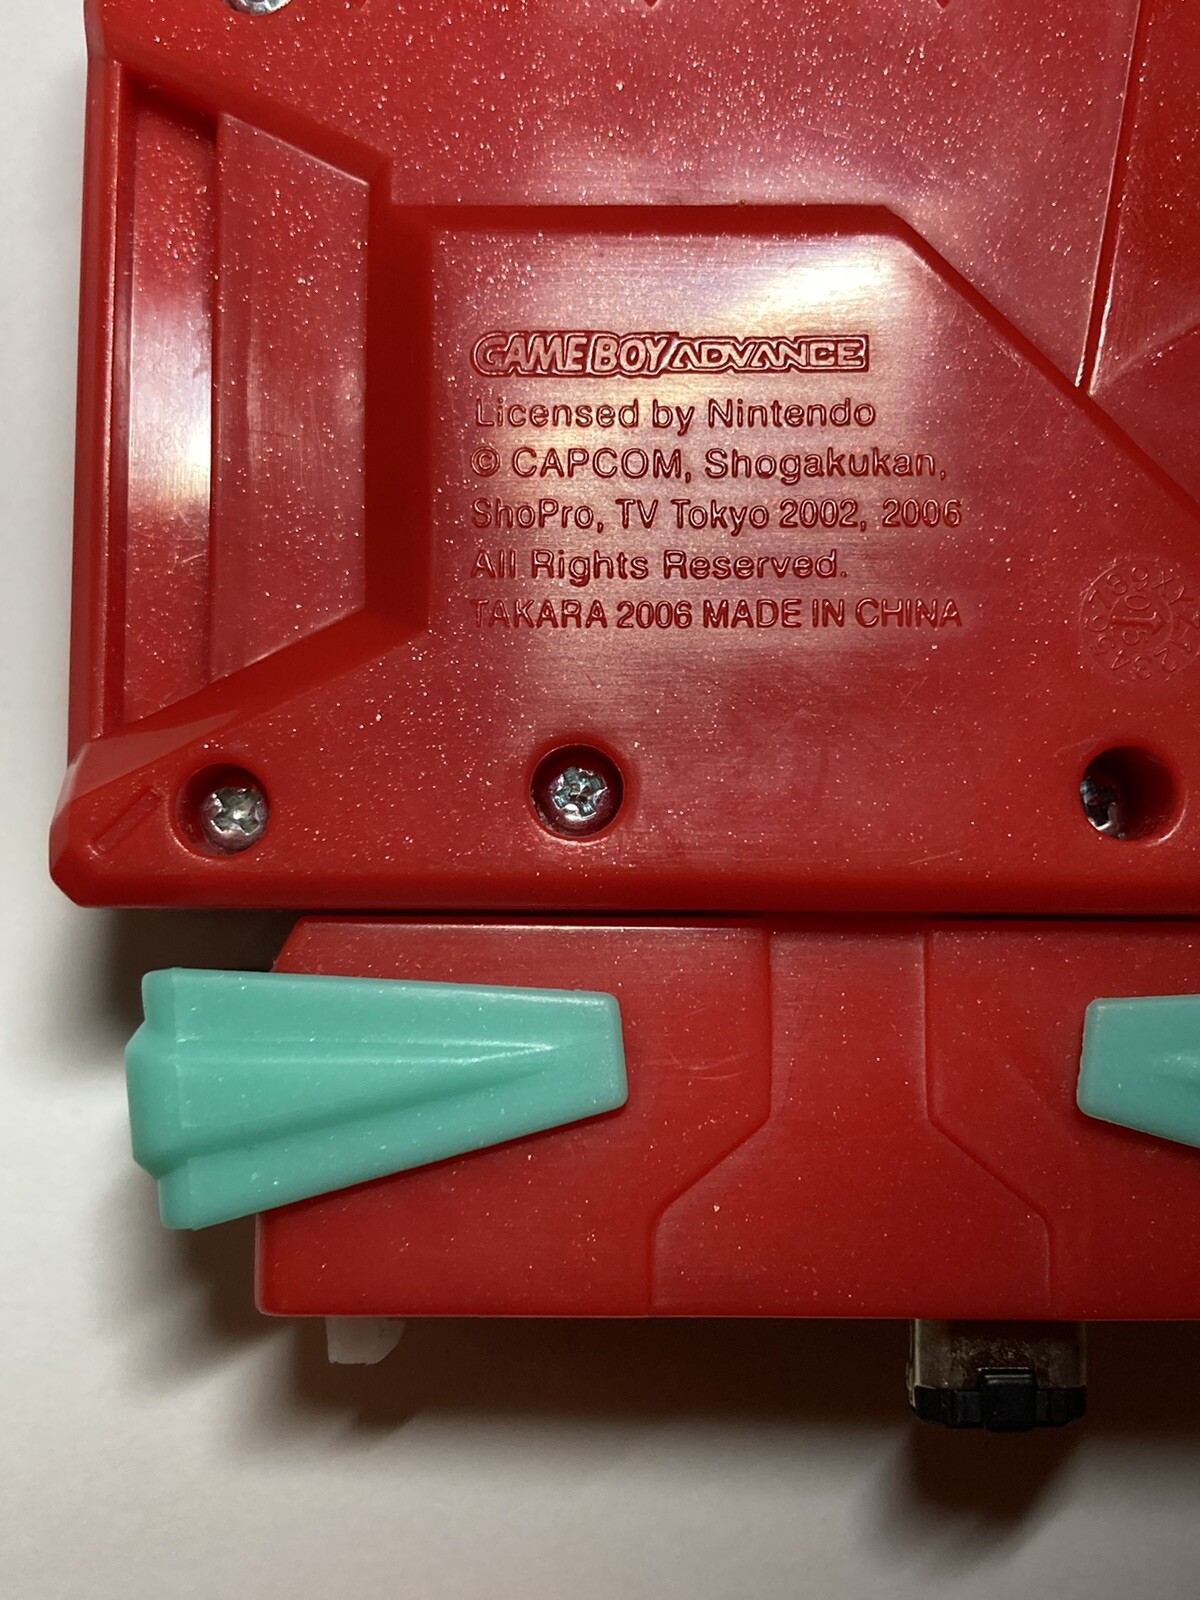 GAME BOY ADVANCE
Licensed by Nintendo
© CAPCOM, Shogakukan,
ShoPro, TV Tokyo 2002, 2006
All Rights Reserved.
TAKARA 2006 MADE IN CHINA